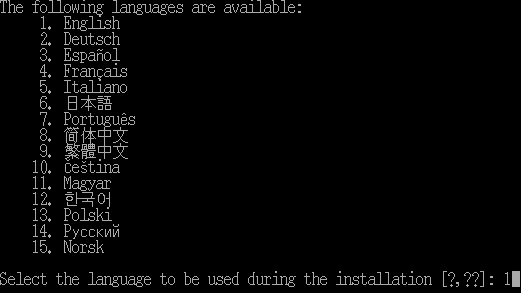 The following languages are available:
1. English
2. Deutsch
3. Español
4. Français
5. Italiano
6. 日本語
7. Português
8. 简体中文
9. 繁體中文
10. čeština
11. Magyar
12. 한국어
13. Polski
14. Русский
15. Norsk
Select the language to be used during the installation [?,??]: 1